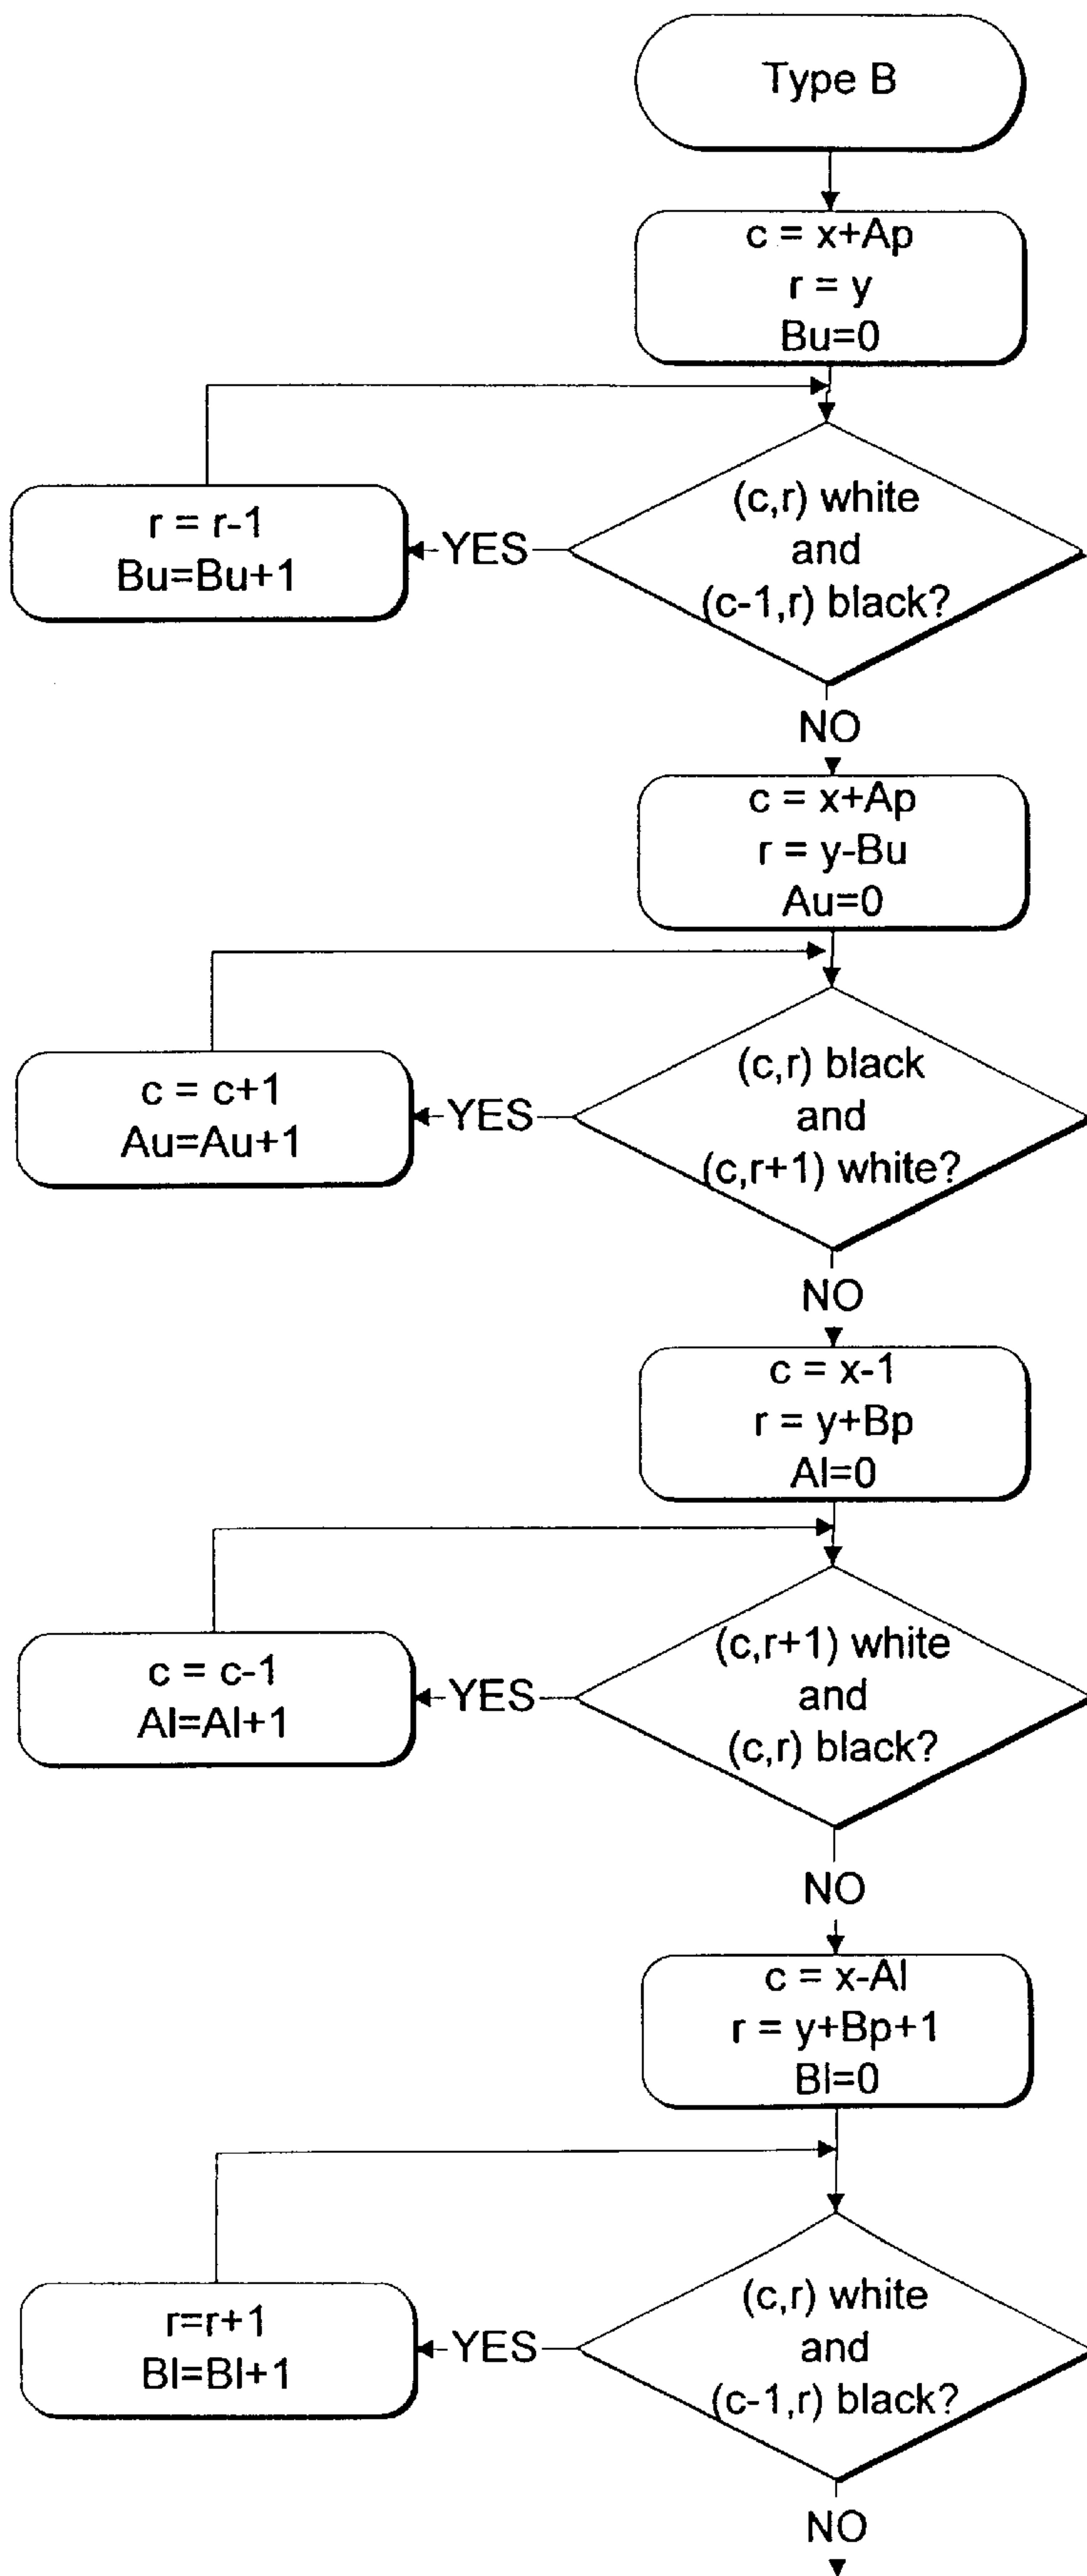 Type B
c = x+Ap
r = y
Bu=0
(c,r) white
and
(c-1,r) black?
YES
r = r-1
Bu=Bu+1
NO
c = x+Ap
r = y-Bu
Au=0
(c,r) black
and
(c,r+1) white?
YES
c = c+1
Au=Au+1
NO
c = x-1
r = y+Bp
Al=0
(c,r+1) white
and
(c,r) black?
YES
c = c-1
Al=Al+1
NO
c = x-Al
r = y+Bp+1
Bl=0
(c,r) white
and
(c-1,r) black?
YES
r=r+1
Bl=Bl+1
NO